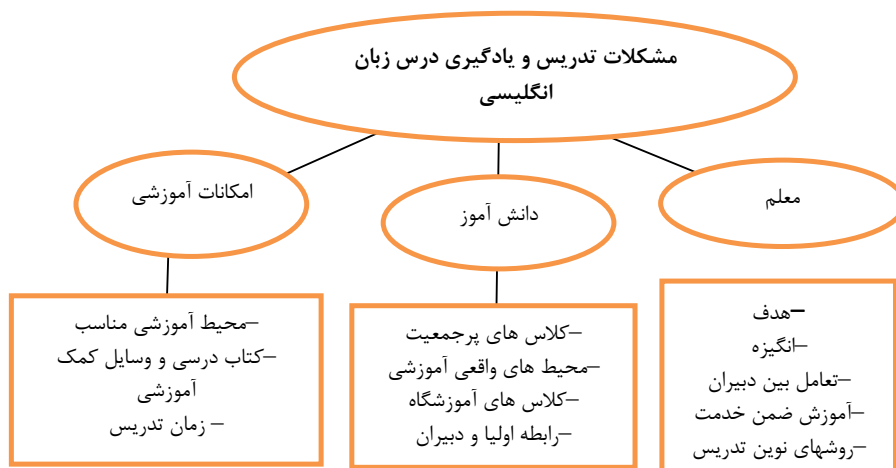 مشکلات تدریس و یادگیری درس زبان
انگلیسی
معلم
دانش آموز
امکانات آموزشی
–هدف
–انگیزه
–تعامل بین دبیران
–آموزش ضمن خدمت
–روشهای نوین تدریس
–کلاس های پرجمعیت
–محیط های واقعی آموزشی
–کلاس های آموزشگاه
–رابطه اولیا و دبیران
–محیط آموزشی مناسب
–کتاب درسی و وسایل کمک
آموزشی
– زمان تدریس